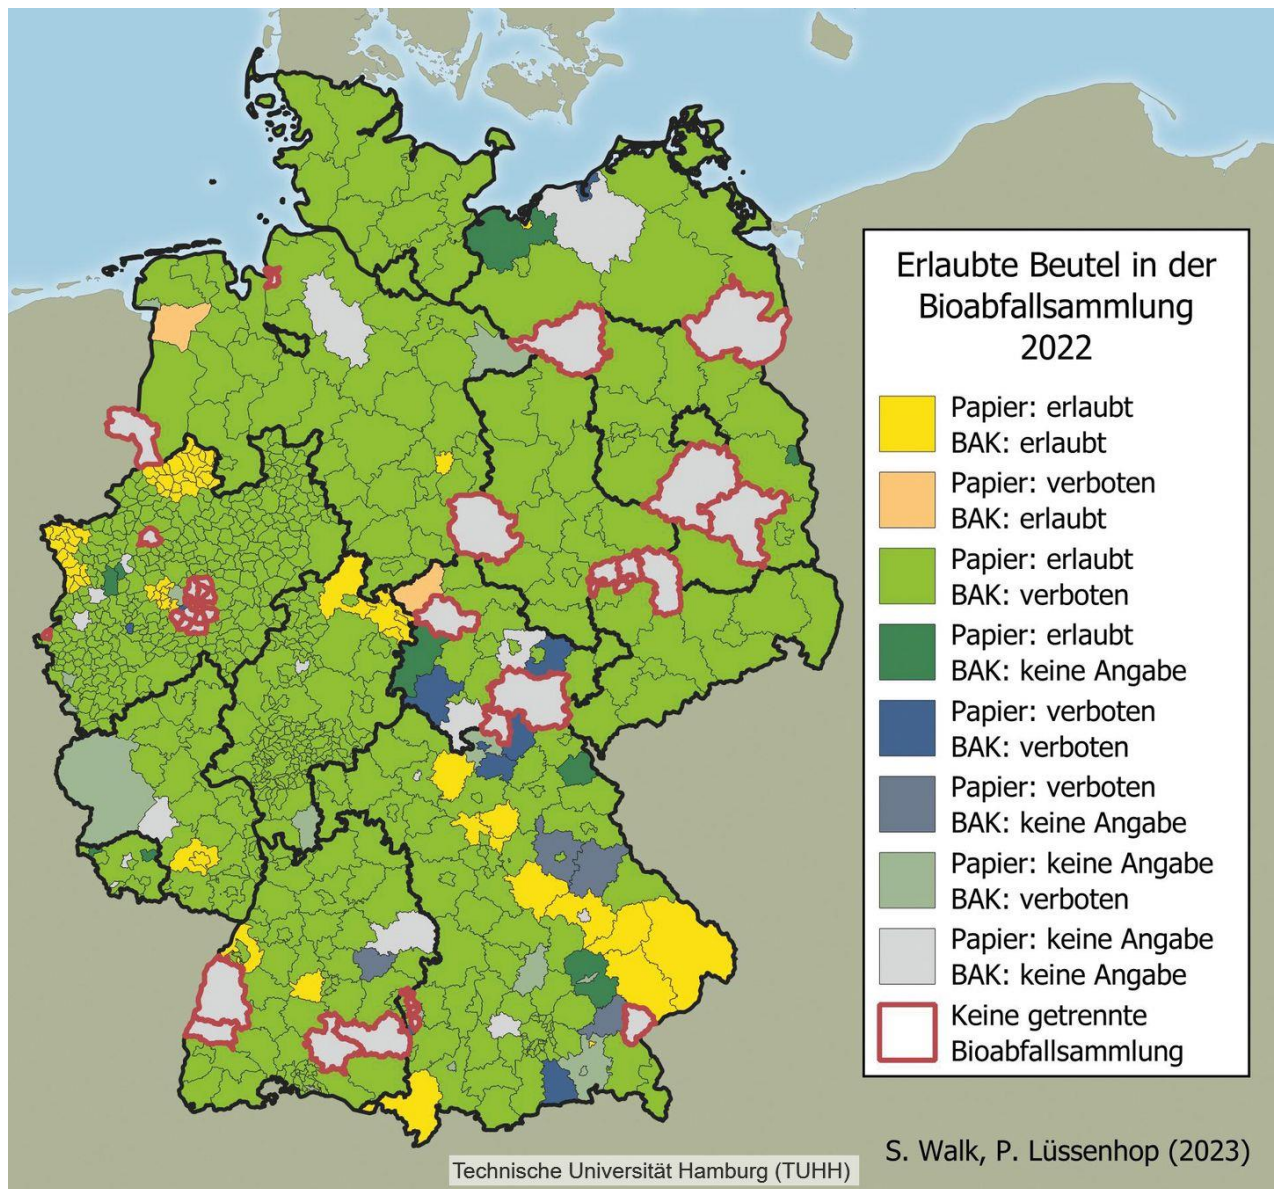 Erlaubte Beutel in der
Bioabfallsammlung
2022
Papier: erlaubt
BAK: erlaubt
Papier: verboten
BAK: erlaubt
Papier: erlaubt
BAK: verboten
Papier: erlaubt
BAK: keine Angabe
Papier: verboten
BAK: verboten
Papier: verboten
BAK: keine Angabe
Papier: keine Angabe
BAK: verboten
Papier: keine Angabe
BAK: keine Angabe
Keine getrennte
Bioabfallsammlung
S. Walk, P. Lüssenhop (2023)
Technische Universität Hamburg (TUHH)